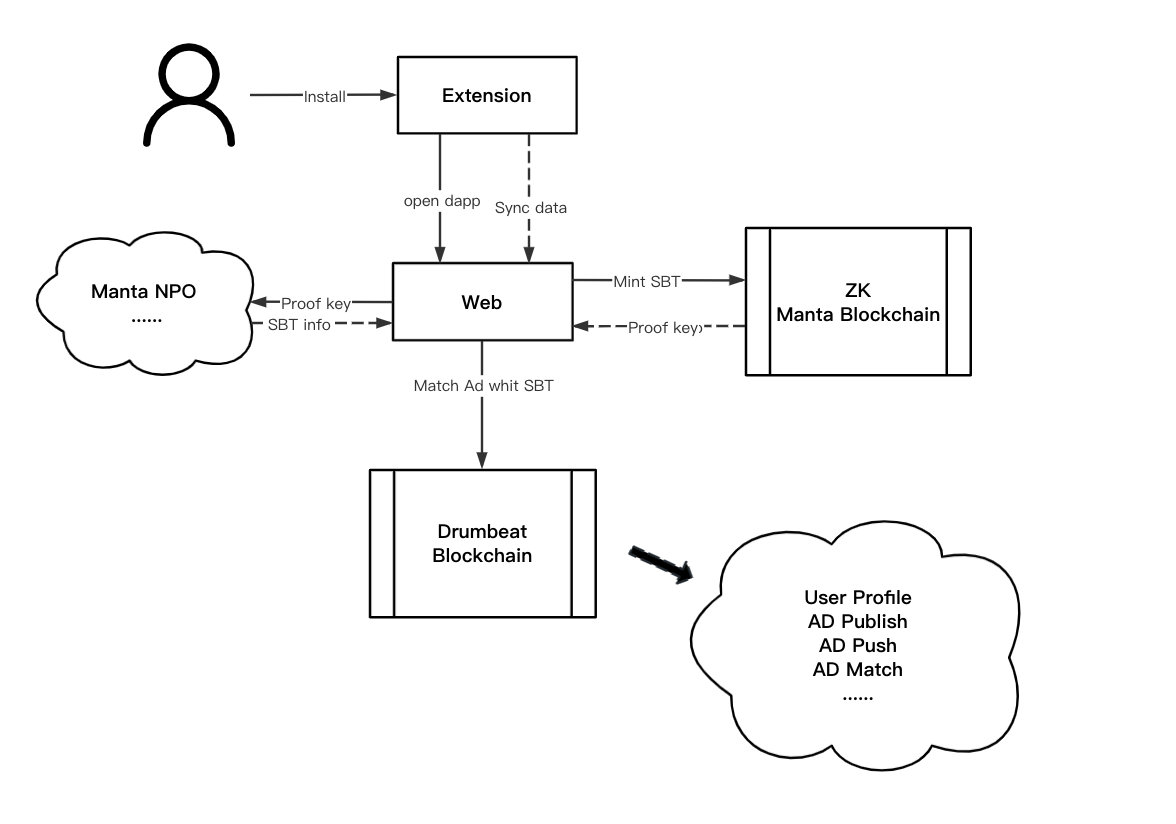 Extension
Install
open dapp
Sync data
Manta NPO
......
Proof key
SBT info
Web
Mint SBT
Proof key
ZK
Manta Blockchain
Match Ad whit SBT
Drumbeat
Blockchain
User Profile
AD Publish
AD Push
AD Match
......